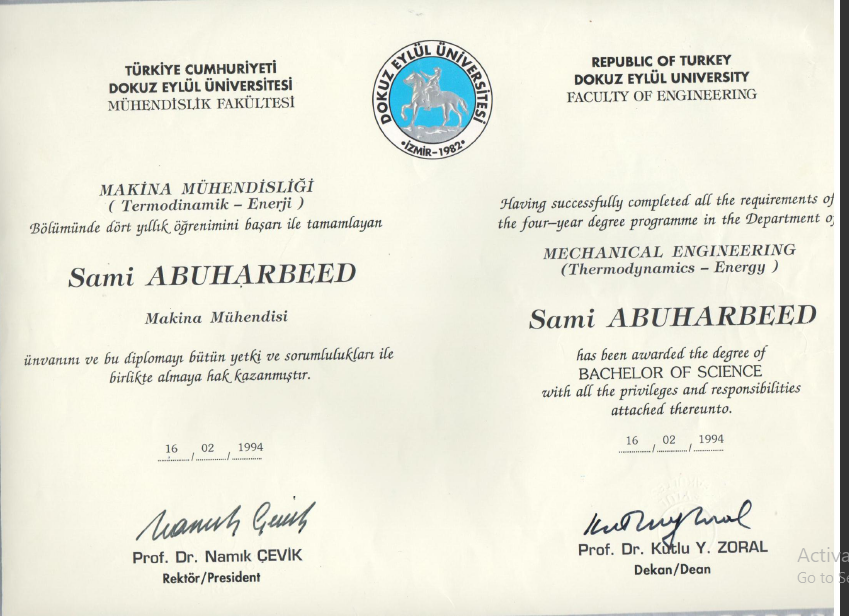 TÜRKİYE CUMHURİYETİ
DOKUZ EYLÜL ÜNİVERSİTESİ
MÜHENDİSLİK FAKÜLTESİ
DOKUZ EYLÜL ÜNİVERSİTESİ
•İZMİR–1982•
REPUBLIC OF TURKEY
DOKUZ EYLÜL UNIVERSITY
FACULTY OF ENGINEERING
MAKİNA MÜHENDİSLİĞİ
( Termodinamik – Enerji )
Bölümünde dört yıllık öğrenimini başarı ile tamamlayan
Sami ABUHARBEED
Makina Mühendisi
ünvanını ve bu diplomayı bütün yetki ve sorumlulukları ile
birlikte almaya hak kazanmıştır.
16 / 02 / 1994
Namık Çevik
Prof. Dr. Namık ÇEVİK
Rektör/President
Having successfully completed all the requirements of
the four–year degree programme in the Department of
MECHANICAL ENGINEERING
(Thermodynamics – Energy )
Sami ABUHARBEED
has been awarded the degree of
BACHELOR OF SCIENCE
with all the privileges and responsibilities
attached thereunto.
16 / 02 / 1994
Prof. Dr. Kutlu Y. ZORAL
Dekan/Dean
Activa
Go to Se